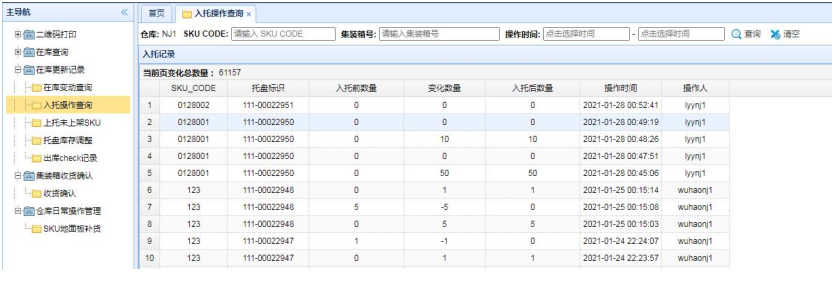 主导航 «
首页 入托操作查询 ×
二维码打印
在库查询
在库更新记录
在库变动查询
入托操作查询
上托未上架SKU
托盘库存调整
出库check记录
集装箱收货确认
收货确认
仓库日常操作管理
SKU地面板补货
仓库: NJ1 SKU CODE: 请输入 SKU CODE 集装箱号: 请输入集装箱号 操作时间: 点击选择时间 - 点击选择时间 查询 清空
入托记录
当前页变化总数量： 61157
SKU_CODE 托盘标识 入托前数量 变化数量 入托后数量 操作时间 操作人
1 0128002 111-00022951 0 0 0 2021-01-28 00:52:41 lyynj1
2 0128001 111-00022950 0 0 0 2021-01-28 00:49:19 lyynj1
3 0128001 111-00022950 0 10 10 2021-01-28 00:48:26 lyynj1
4 0128001 111-00022950 0 0 0 2021-01-28 00:47:51 lyynj1
5 0128001 111-00022950 0 50 50 2021-01-28 00:45:06 lyynj1
6 123 111-00022948 0 1 1 2021-01-25 00:15:14 wuhaonj1
7 123 111-00022948 5 -5 0 2021-01-25 00:15:08 wuhaonj1
8 123 111-00022948 0 5 5 2021-01-25 00:15:03 wuhaonj1
9 123 111-00022947 1 -1 0 2021-01-24 22:24:07 wuhaonj1
10 123 111-00022947 0 1 1 2021-01-24 22:23:57 wuhaonj1